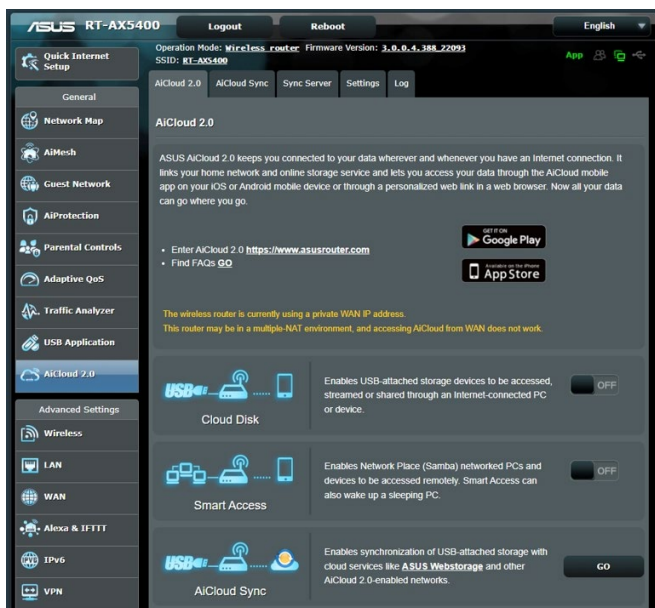 ASUS RT-AX5400 Logout Reboot English
Quick Internet Setup
General
Network Map
AiMesh
Guest Network
AiProtection
Parental Controls
Adaptive QoS
Traffic Analyzer
USB Application
AiCloud 2.0
Advanced Settings
Wireless
LAN
WAN
Alexa & IFTTT
IPv6
VPN
Operation Mode: Wireless router Firmware Version: 3.0.0.4.388_22093
SSID: RT-AX5400
App
AiCloud 2.0 AiCloud Sync Sync Server Settings Log
AiCloud 2.0
ASUS AiCloud 2.0 keeps you connected to your data wherever and whenever you have an Internet connection. It
links your home network and online storage service and lets you access your data through the AiCloud mobile
app on your iOS or Android mobile device or through a personalized web link in a web browser. Now all your data
can go where you go.
Enter AiCloud 2.0 https://www.asusrouter.com
Find FAQs GO
GET IT ON
Google Play
Available on the iPhone
App Store
The wireless router is currently using a private WAN IP address.
This router may be in a multiple-NAT environment, and accessing AiCloud from WAN does not work.
USB
Cloud Disk
Enables USB-attached storage devices to be accessed,
streamed or shared through an Internet-connected PC
or device.
OFF
Smart Access
Enables Network Place (Samba) networked PCs and
devices to be accessed remotely. Smart Access can
also wake up a sleeping PC.
OFF
USB
AiCloud Sync
Enables synchronization of USB-attached storage with
cloud services like ASUS Webstorage and other
AiCloud 2.0-enabled networks.
GO